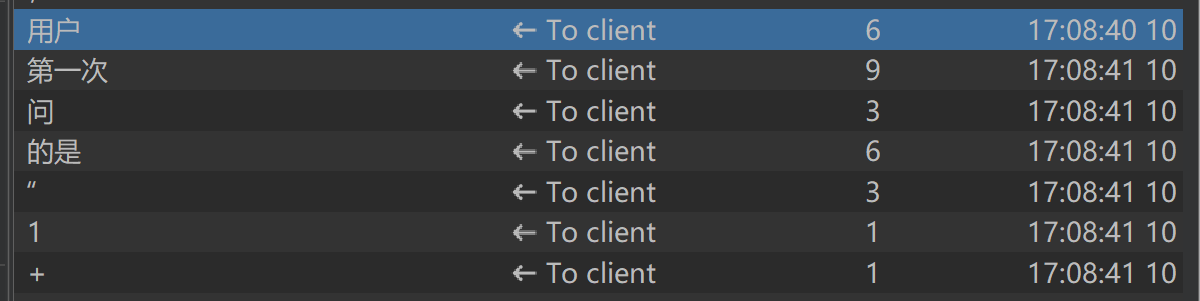 用户 ← To client 6 17:08:40 10
第一次 ← To client 9 17:08:41 10
问 ← To client 3 17:08:41 10
的是 ← To client 6 17:08:41 10
“ ← To client 3 17:08:41 10
1 ← To client 1 17:08:41 10
+ ← To client 1 17:08:41 10